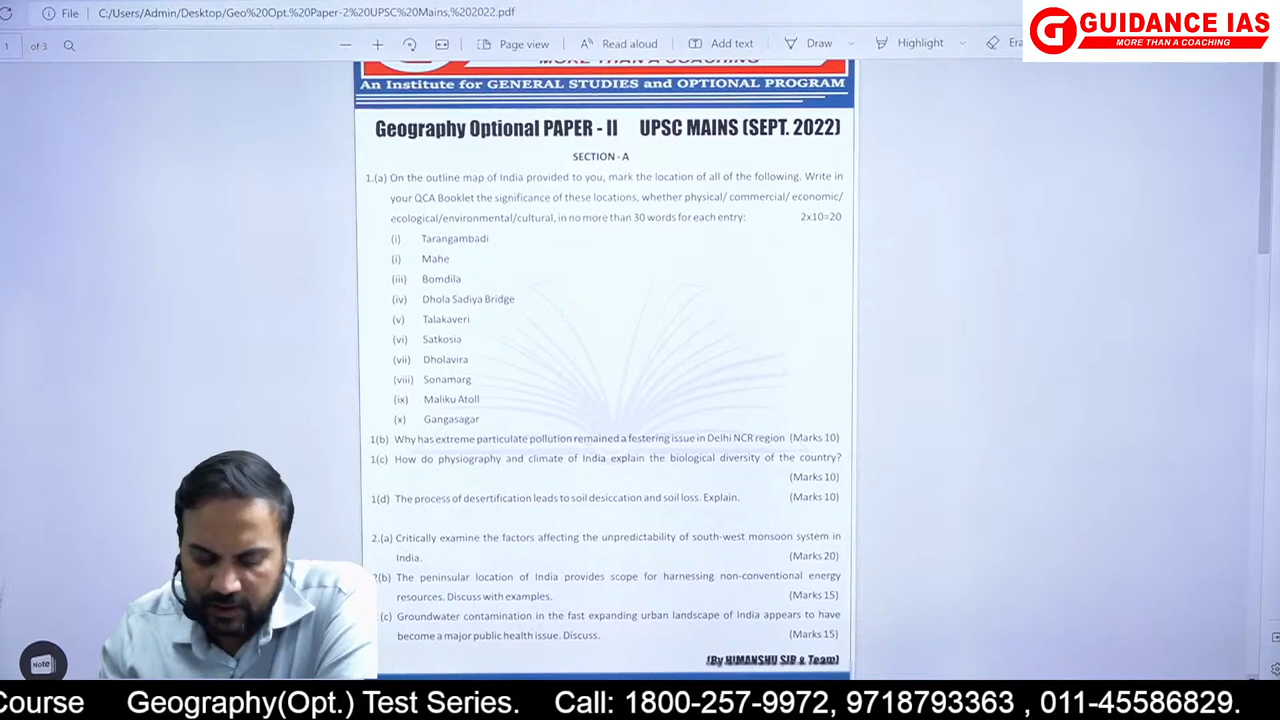 File
C:/Users/Admin/Desktop/Geo%20Opt.%20Paper-2%20UPSC%20Mains,%202022.pdf
GUIDANCE IAS
MORE THAN A COACHING
1 of 3
Page view
Read aloud
Add text
Draw
Highlight
Era
MORE THAN A COACHING
An Institute for GENERAL STUDIES and OPTIONAL PROGRAM
Geography Optional PAPER - II UPSC MAINS (SEPT. 2022)
SECTION - A
1.(a) On the outline map of India provided to you, mark the location of all of the following. Write in
your QCA Booklet the significance of these locations, whether physical/ commercial/ economic/
ecological/environmental/cultural, in no more than 30 words for each entry: 2x10=20
(i) Tarangambadi
(i) Mahe
(iii) Bomdila
(iv) Dhola Sadiya Bridge
(v) Talakaveri
(vi) Satkosia
(vii) Dholavira
(viii) Sonamarg
(ix) Maliku Atoll
(x) Gangasagar
1(b) Why has extreme particulate pollution remained a festering issue in Delhi NCR region (Marks 10)
1(c) How do physiography and climate of India explain the biological diversity of the country?
(Marks 10)
1(d) The process of desertification leads to soil desiccation and soil loss. Explain. (Marks 10)
2.(a) Critically examine the factors affecting the unpredictability of south-west monsoon system in
India. (Marks 20)
(b) The peninsular location of India provides scope for harnessing non-conventional energy
resources. Discuss with examples. (Marks 15)
(c) Groundwater contamination in the fast expanding urban landscape of India appears to have
become a major public health issue. Discuss. (Marks 15)
(By HIMANSHU SIR & Team)
Note
Course Geography(Opt.) Test Series. Call: 1800-257-9972, 9718793363 , 011-45586829.